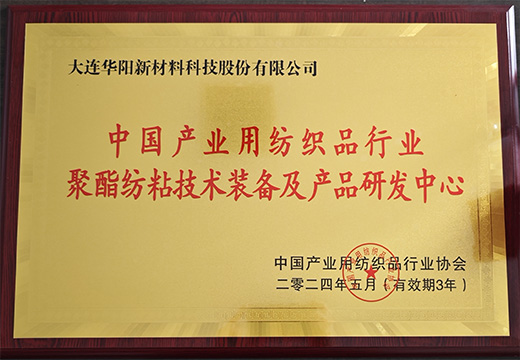 大连华阳新材料科技股份有限公司
中国产业用纺织品行业
聚酯纺粘技术装备及产品研发中心
中国产业用纺织品行业协会
二零二四年五月（有效期3年）